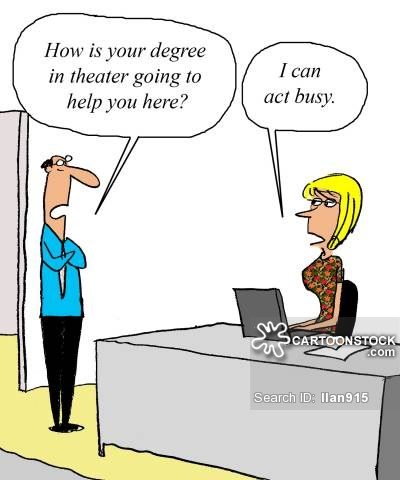 How is your degree
in theater going to
help you here?
I can
act busy.
CARTOONSTOCK
.com
Search ID: llan915